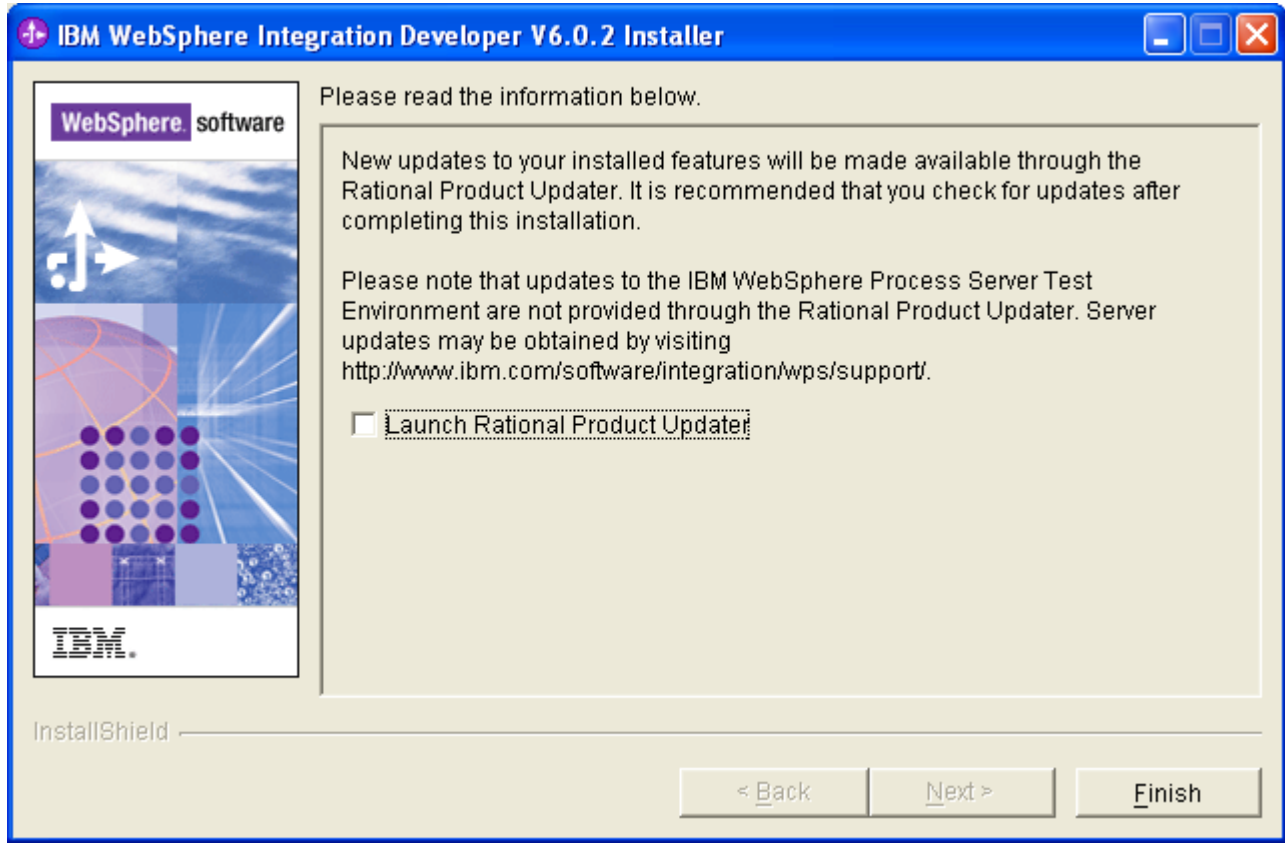 IBM WebSphere Integration Developer V6.0.2 Installer
WebSphere. software
Please read the information below.
New updates to your installed features will be made available through the
Rational Product Updater. It is recommended that you check for updates after
completing this installation.
Please note that updates to the IBM WebSphere Process Server Test
Environment are not provided through the Rational Product Updater. Server
updates may be obtained by visiting
http://www.ibm.com/software/integration/wps/support/.
Launch Rational Product Updater
IBM.
InstallShield
< Back
Next >
Finish